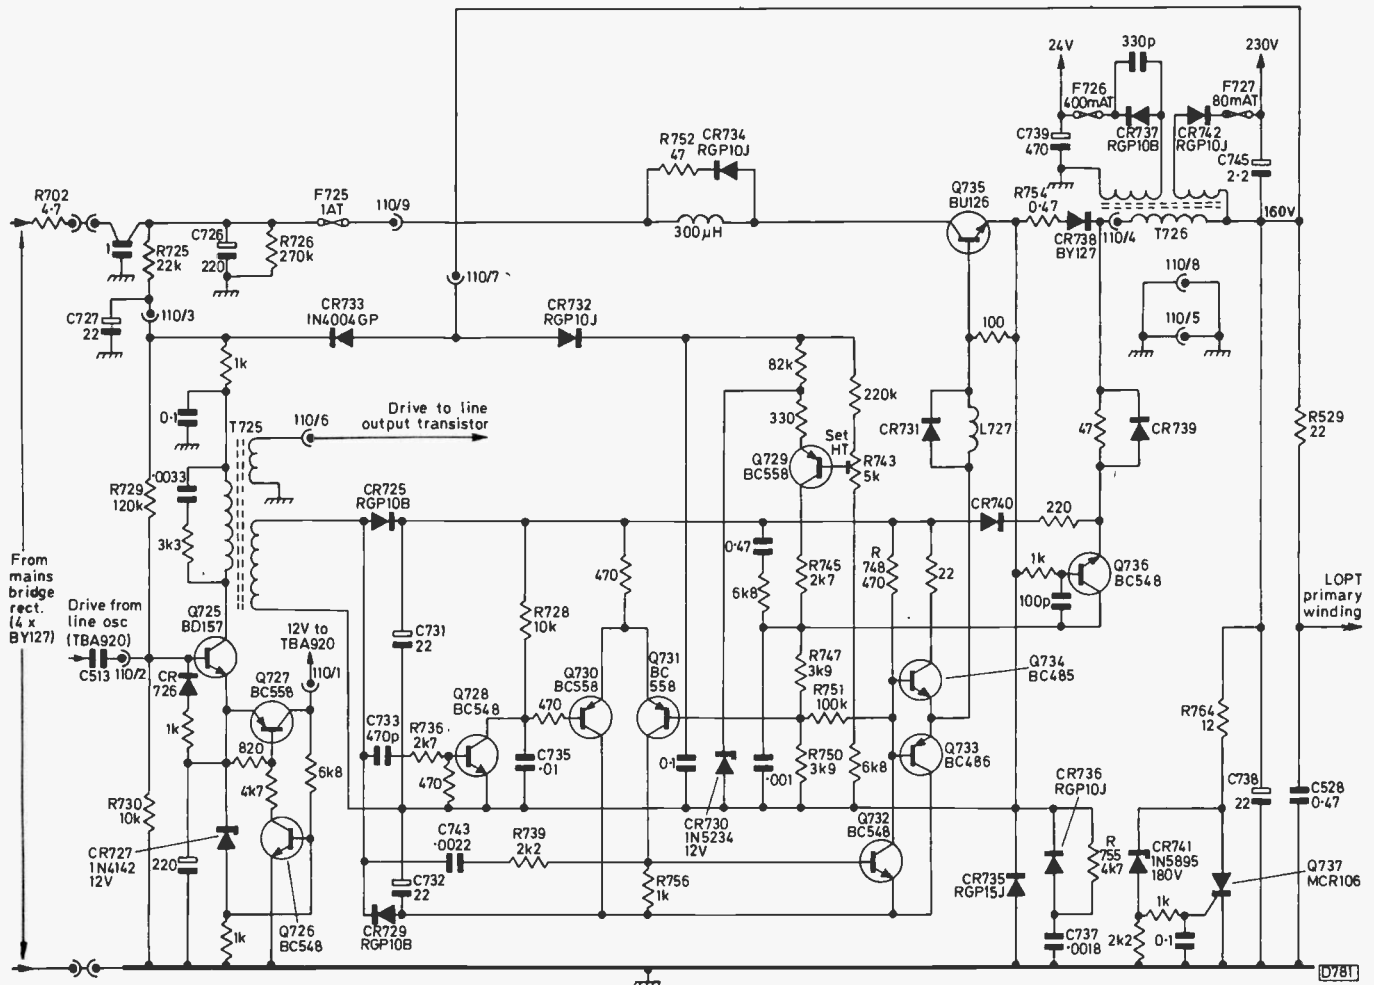 24V
330p
230V
F726
400mAT
F727
80mAT
R752
47
CR734
RGP10J
C739
470
CR737
RGP10B
CR742
RGP10J
C745
2·2
R702
4·7
F725
1AT
110/9
Q735
BU126
R754
0·47
160V
1
R725
22k
C726
220
R726
270k
300µH
CR738
BY127
110/4
T726
110/7
110/8
C727
22
110/3
CR733
1N4004GP
CR732
RGP10J
110/5
100
1k
82k
220k
0·1
T725
110/6
Drive to line
output transistor
330
Set
HT
CR731
L727
47
CR739
R529
22
·0033
Q729
BC558
R743
5k
R729
120k
CR725
RGP10B
3k3
CR740
220
From
mains
bridge
rect.
(4 x
BY127)
0·47
470
R745
2k7
R
748
470
22
1k
Q736
BC548
LOPT
primary
winding
Drive from
line osc
(TBA920)
Q725
BD157
R728
10k
6k8
100p
C513
110/2
12V to
TBA920
110/1
C731
22
CR
726
Q727
BC558
Q730
BC558
Q731
BC
558
R747
3k9
Q734
BC485
R751
100k
Q728
BC548
470
1k
C733
470p
R736
2k7
R764
12
820
6k8
470
C735
·01
0·1
·001
R750
3k9
6k8
Q733
BC486
4k7
CR736
RGP10J
R730
10k
C738
22
C528
0·47
CR727
1N4142
12V
220
C743
·0022
R739
2k2
CR730
1N5234
12V
Q732
BC548
R
755
4k7
CR741
1N5895
180V
Q737
MCR106
C732
22
R756
1k
CR735
RGP15J
1k
Q726
BC548
1k
CR729
RGP10B
C737
·0018
2k2
0·1
D781